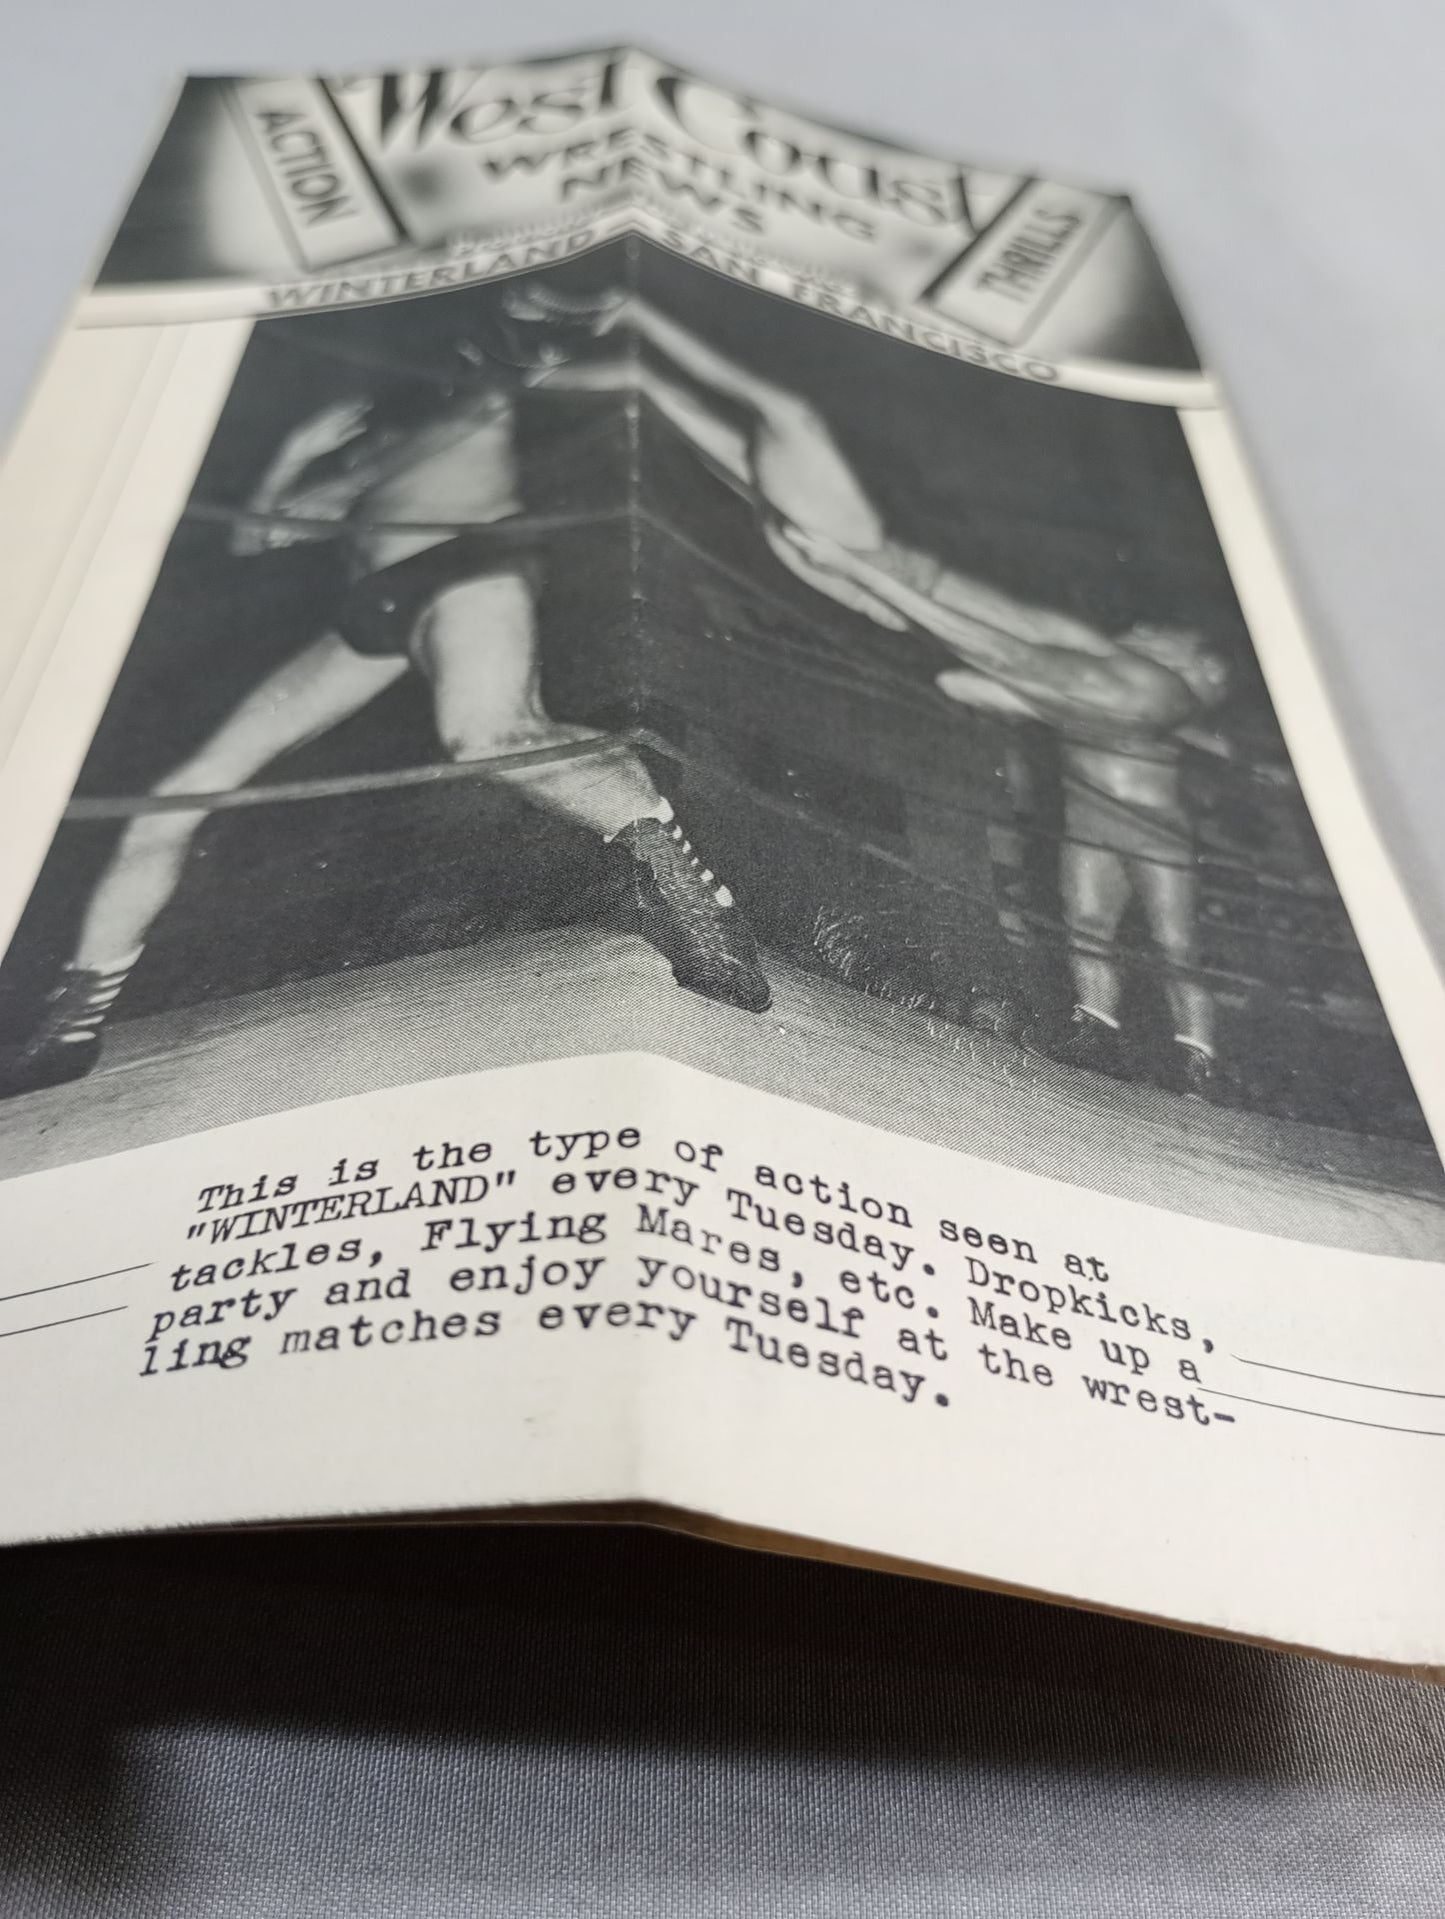 West Coast
ACTION
WRESTLING
NEWS
THRILLS
WINTERLAND - SAN FRANCISCO
This is the type of action seen at
"WINTERLAND" every Tuesday. Dropkicks,
tackles, Flying Mares, etc. Make up a
party and enjoy yourself at the wrest-
ling matches every Tuesday.